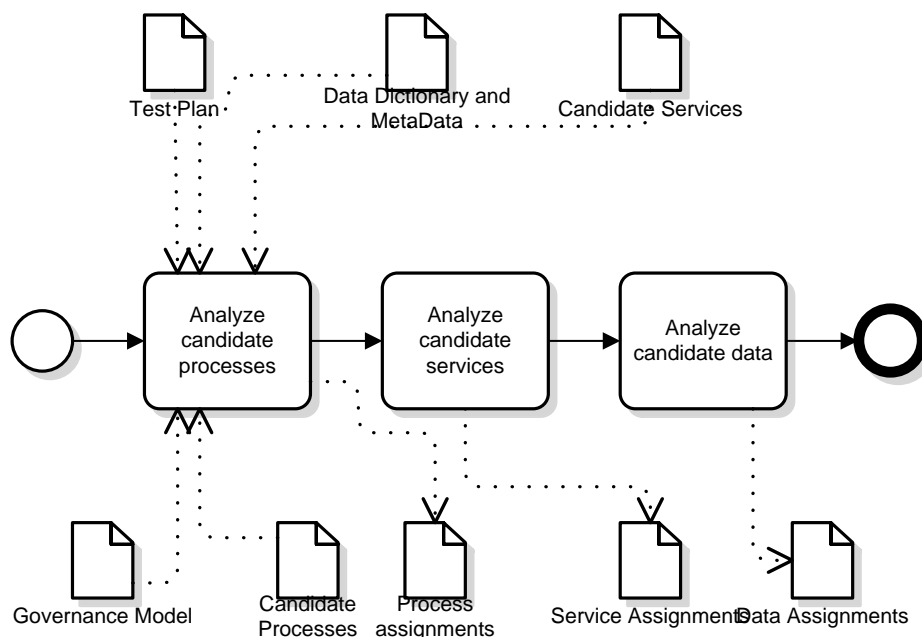 Test Plan
Data Dictionary and
MetaData
Candidate Services
Analyze
candidate
processes
Analyze
candidate
services
Analyze
candidate data
Governance Model
Candidate
Processes
Process
assignments
Service Assignments
Data Assignments